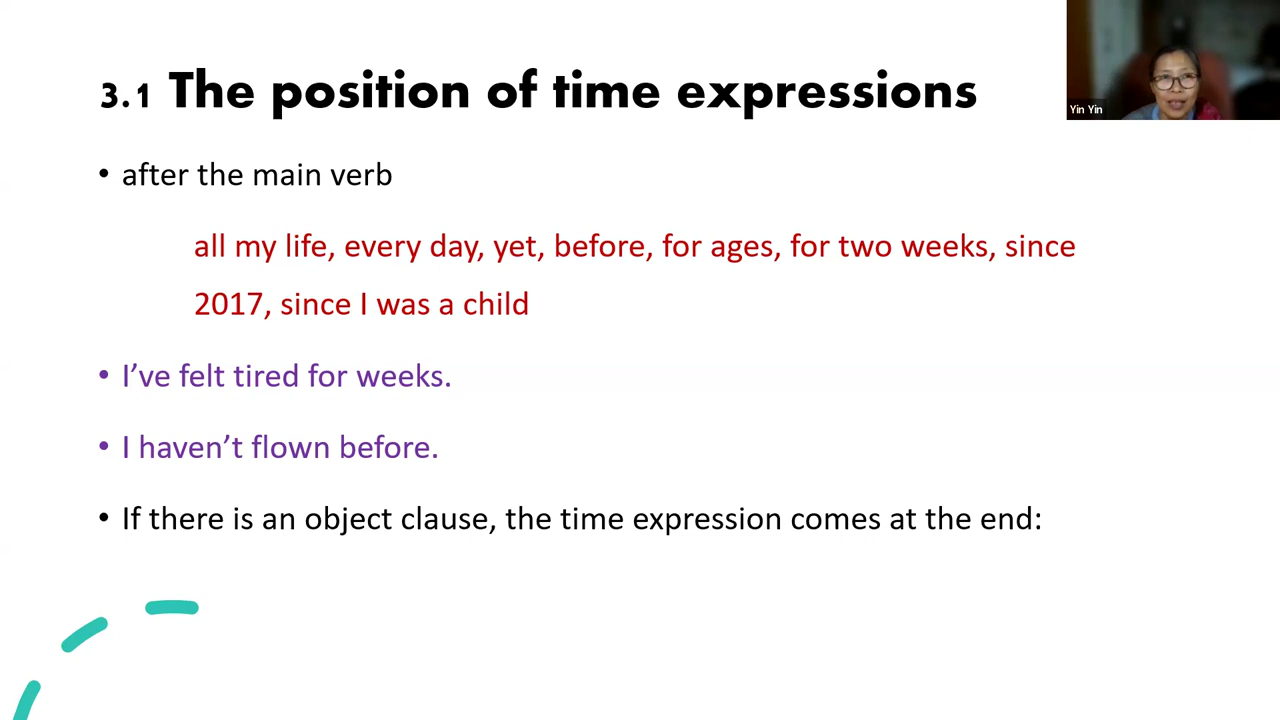 3.1 The position of time expressions
Yin Yin
• after the main verb
all my life, every day, yet, before, for ages, for two weeks, since
2017, since I was a child
• I’ve felt tired for weeks.
• I haven’t flown before.
• If there is an object clause, the time expression comes at the end: